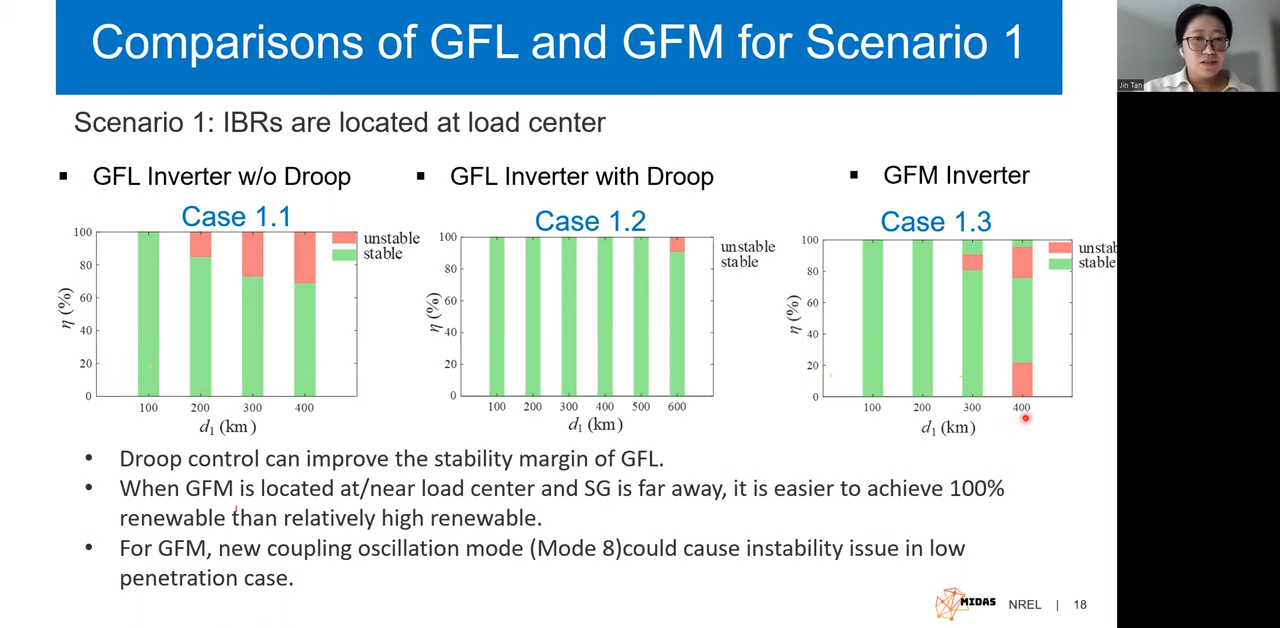 Comparisons of GFL and GFM for Scenario 1
Jin Tan
Scenario 1: IBRs are located at load center
▪ GFL Inverter w/o Droop
▪ GFL Inverter with Droop
▪ GFM Inverter
Case 1.1
100
80
60
40
20
0
η (%)
100 200 300 400
d1 (km)
unstable
stable
Case 1.2
100
80
60
40
20
0
η (%)
100 200 300 400 500 600
d1 (km)
unstable
stable
Case 1.3
100
80
60
40
20
0
η (%)
100 200 300 400
d1 (km)
unstab
stable
• Droop control can improve the stability margin of GFL.
• When GFM is located at/near load center and SG is far away, it is easier to achieve 100%
renewable than relatively high renewable.
• For GFM, new coupling oscillation mode (Mode 8)could cause instability issue in low
penetration case.
MIDAS NREL | 18